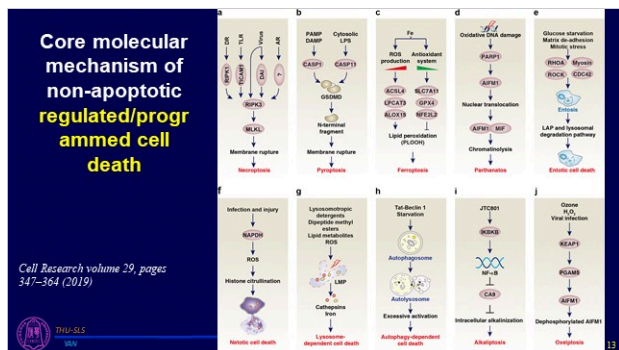 Core molecular
mechanism of
non-apoptotic
regulated/progr
ammed cell
death
Cell Research volume 29, pages
347–364 (2019)
THU-SLS
YAN
a
DR TLR Virus AR
RIPK1 TICAM1 DAI ?
RIPK3
MLKL
Membrane rupture
Necroptosis
b
PAMP Cytosolic
DAMP LPS
CASP1 CASP11
GSDMD
N-terminal
fragment
Membrane rupture
Pyroptosis
c
Fe
ROS Antioxidant
production system
ACSL4 SLC7A11
LPCAT3 GPX4
ALOX15 NFE2L2
Lipid peroxidation
(PLOOH)
Ferroptosis
d
Oxidative DNA damage
PARP1
AIFM1
Nuclear translocation
AIFM1 MIF
Chromatinolysis
Parthanatos
e
Glucose starvation
Matrix de-adhesion
Mitotic stress
RHOA Myosin
ROCK CDC42
Entosis
LAP and lysosomal
degradation pathway
Entotic cell death
f
Infection and injury
NAPDH
ROS
Histone citrullination
Netotic cell death
g
Lysosomotropic
detergents
Dipeptide methyl
esters
Lipid metabolites
ROS
LMP
Cathepsins
Iron
Lysosome-
dependent cell death
h
Tat-Beclin 1
Starvation
Autophagosome
Autolysosome
Excessive activation
Autophagy-dependent
cell death
i
JTC801
IKBKB
NF-κB
CA9
Intracellular alkalinization
Alkaliptosis
j
Ozone
H2O2
Viral infection
KEAP1
PGAM5
AIFM1
Dephosphorylated AIFM1
Oxeiptosis
13